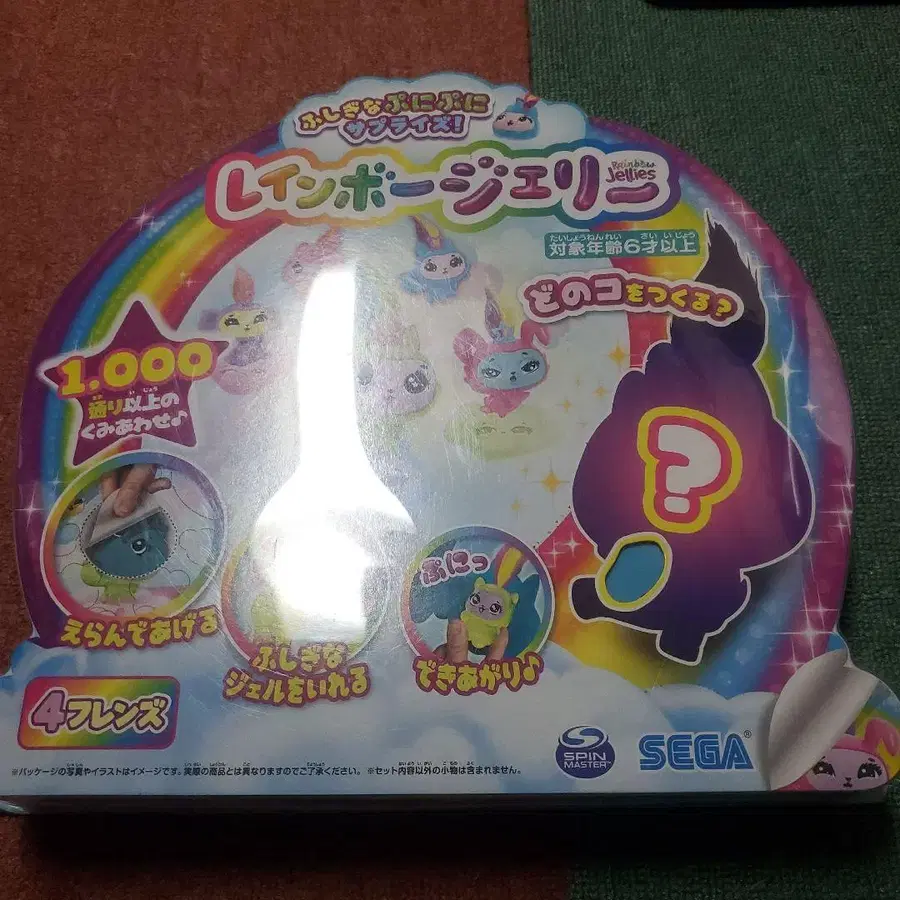 ふしぎなぷにぷに
サプライズ!
レインボージェリー
Rainbow
Jellies
対象年齢6才以上
どのコをつくる?
1.000
通り以上の
くみあわせ♪
?
えらんであける
ふしぎな
ジェルをいれる
ぷにっ
できあがり♪
4フレンズ
SPIN
MASTER™
SEGA®
※パッケージの写真やイラストはイメージです。実際の商品とは異なりますのでご了承ください。※セット内容以外の小物は含まれません。